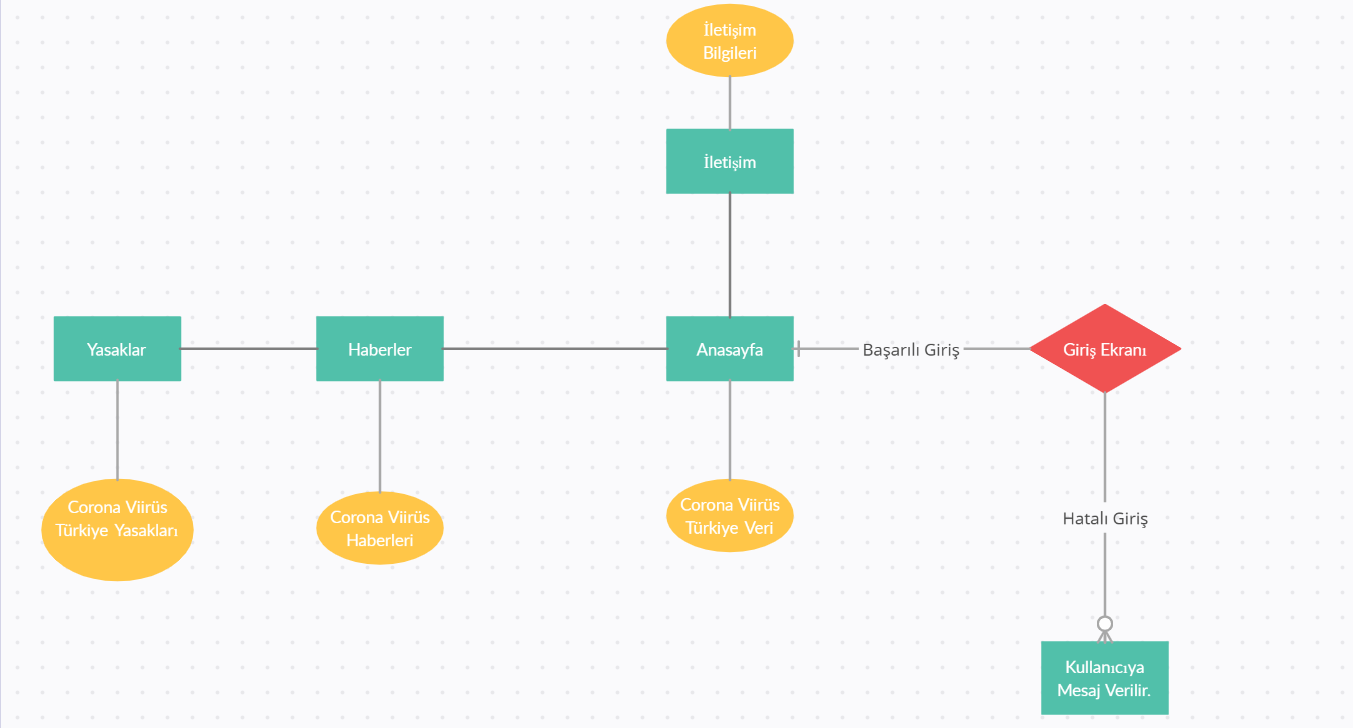 İletişim
Bilgileri
İletişim
Yasaklar
Haberler
Anasayfa
Başarılı Giriş
Giriş Ekranı
Corona Viirüs
Türkiye Yasakları
Corona Viirüs
Haberleri
Corona Viirüs
Türkiye Veri
Hatalı Giriş
Kullanıcıya
Mesaj Verilir.